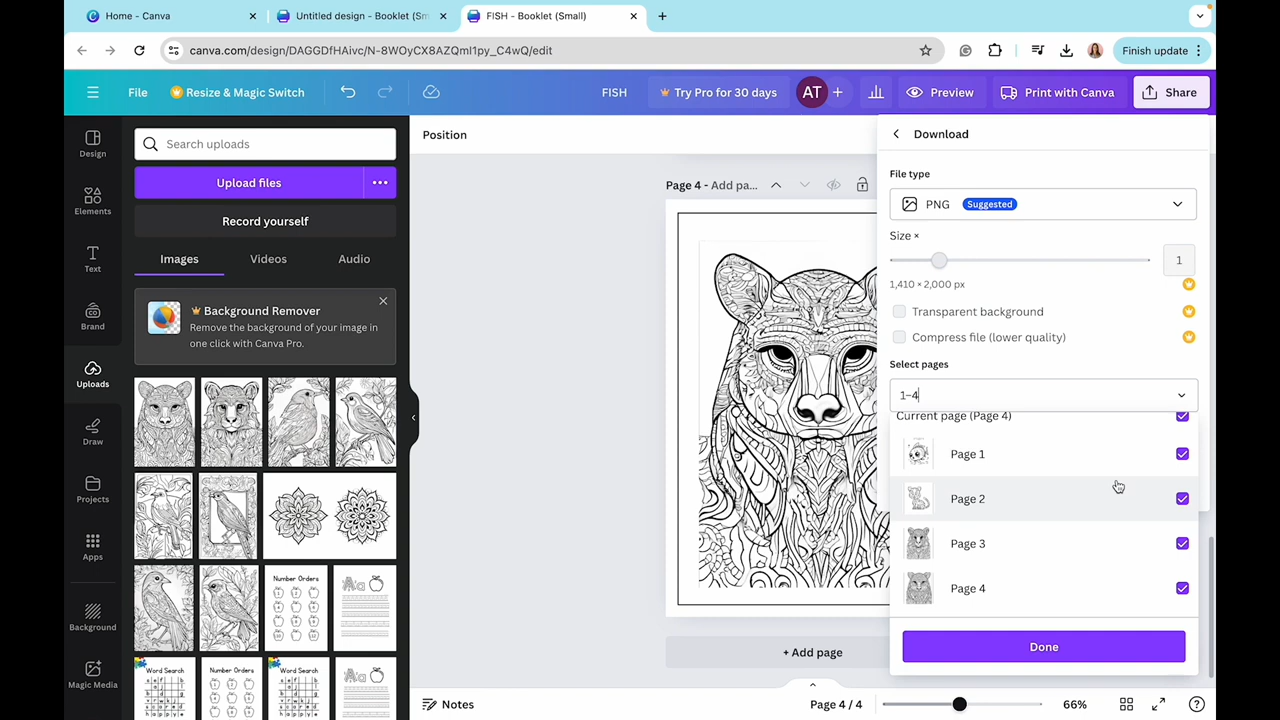 Home - Canva
Untitled design - Booklet (Sm
FISH - Booklet (Small)
canva.com/design/DAGGDfHAivc/N-8WOyCX8AZQmI1py_C4wQ/edit
Finish update
File
Resize & Magic Switch
FISH
Try Pro for 30 days
AT
Preview
Print with Canva
Share
Design
Elements
Text
Brand
Uploads
Draw
Projects
Apps
Background
Magic Media
Search uploads
Upload files
Record yourself
Images
Videos
Audio
Background Remover
Remove the background of your image in
one click with Canva Pro.
Number Orders
Aa
Word Search
Number Orders
Word Search
Aa
Position
Page 4 - Add pa...
+ Add page
Notes
Page 4 / 4
66%
Download
File type
PNG
Suggested
Size ×
1
1,410 × 2,000 px
Transparent background
Compress file (lower quality)
Select pages
1-4
Current page (Page 4)
Page 1
Page 2
Page 3
Page 4
Done